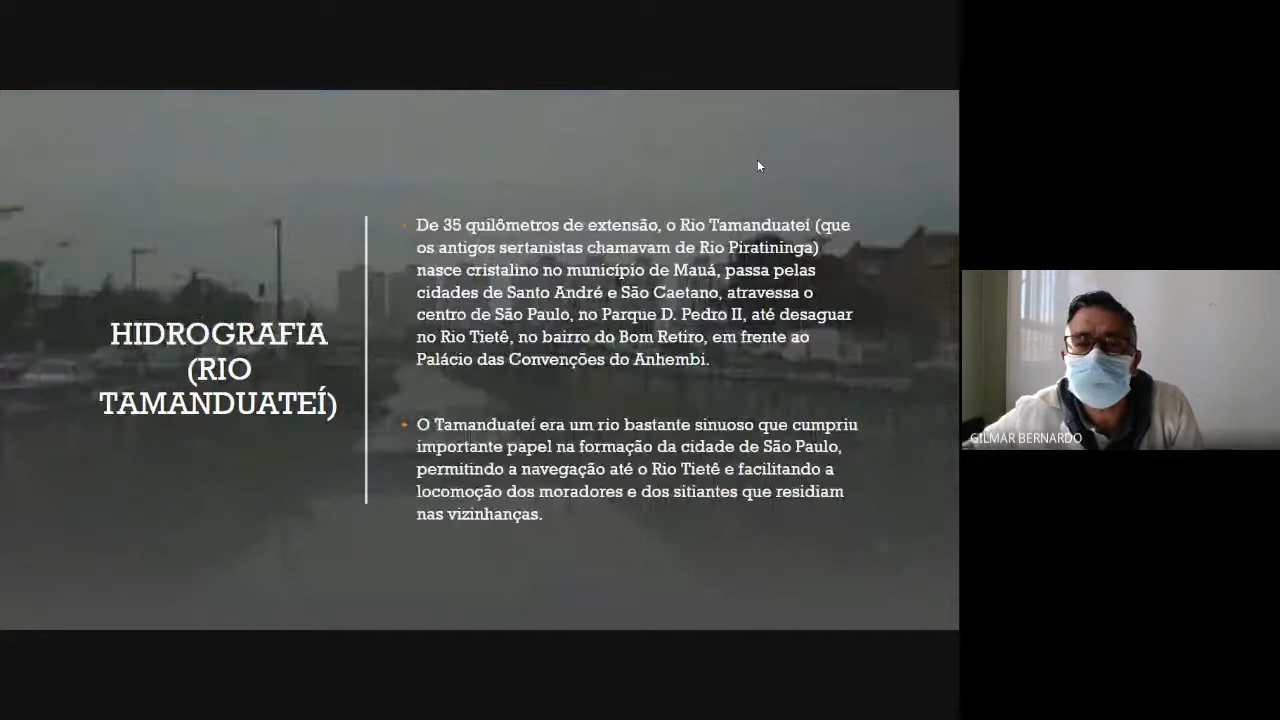 HIDROGRAFIA
(RIO
TAMANDUATEÍ)
De 35 quilômetros de extensão, o Rio Tamanduateí (que
os antigos sertanistas chamavam de Rio Piratininga)
nasce cristalino no município de Mauá, passa pelas
cidades de Santo André e São Caetano, atravessa o
centro de São Paulo, no Parque D. Pedro II, até desaguar
no Rio Tietê, no bairro do Bom Retiro, em frente ao
Palácio das Convenções do Anhembi.
O Tamanduateí era um rio bastante sinuoso que cumpriu
importante papel na formação da cidade de São Paulo,
permitindo a navegação até o Rio Tietê e facilitando a
locomoção dos moradores e dos sitiantes que residiam
nas vizinhanças.
GILMAR BERNARDO